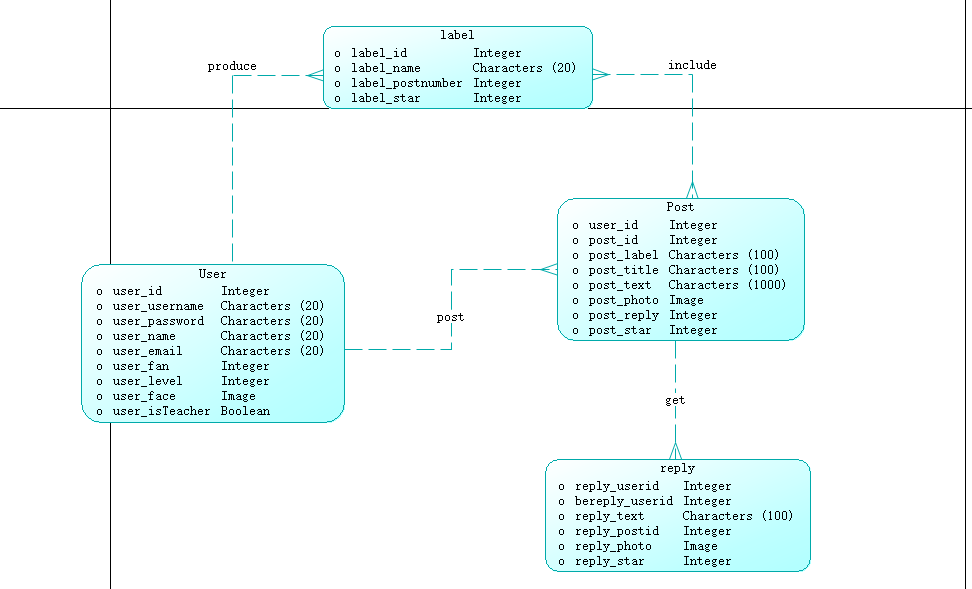 label
o label_id Integer
o label_name Characters (20)
o label_postnumber Integer
o label_star Integer
produce
include
Post
o user_id Integer
o post_id Integer
o post_label Characters (100)
o post_title Characters (100)
o post_text Characters (1000)
o post_photo Image
o post_reply Integer
o post_star Integer
User
o user_id Integer
o user_username Characters (20)
o user_password Characters (20)
o user_name Characters (20)
o user_email Characters (20)
o user_fan Integer
o user_level Integer
o user_face Image
o user_isTeacher Boolean
post
get
reply
o reply_userid Integer
o bereply_userid Integer
o reply_text Characters (100)
o reply_postid Integer
o reply_photo Image
o reply_star Integer